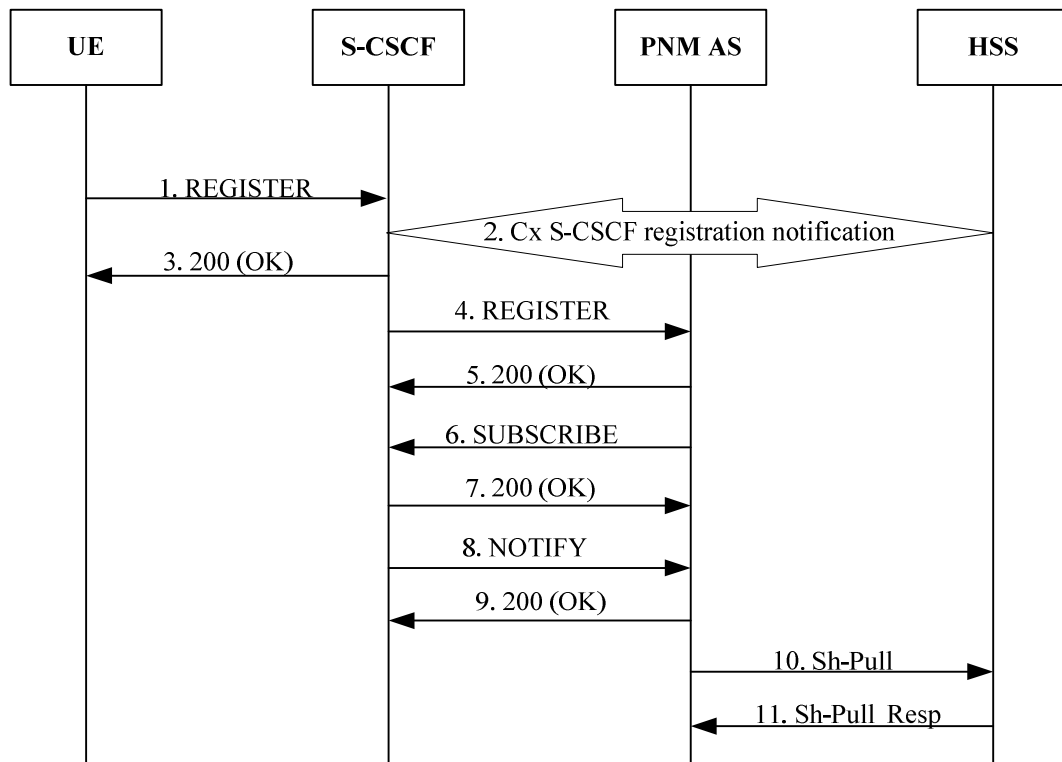 UE
S-CSCF
PNM AS
HSS
1. REGISTER
2. Cx S-CSCF registration notification
3. 200 (OK)
4. REGISTER
5. 200 (OK)
6. SUBSCRIBE
7. 200 (OK)
8. NOTIFY
9. 200 (OK)
10. Sh-Pull
11. Sh-Pull Resp